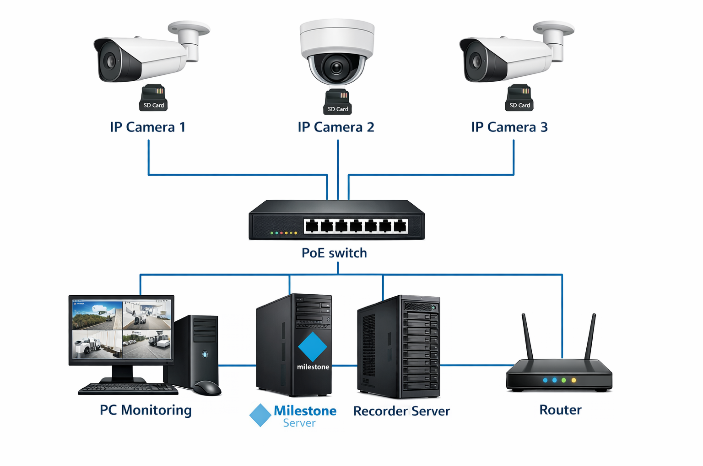 SD Card
SD Card
SD Card
IP Camera 1
IP Camera 2
IP Camera 3
PoE switch
milestone
PC Monitoring
Milestone
Server
Recorder Server
Router